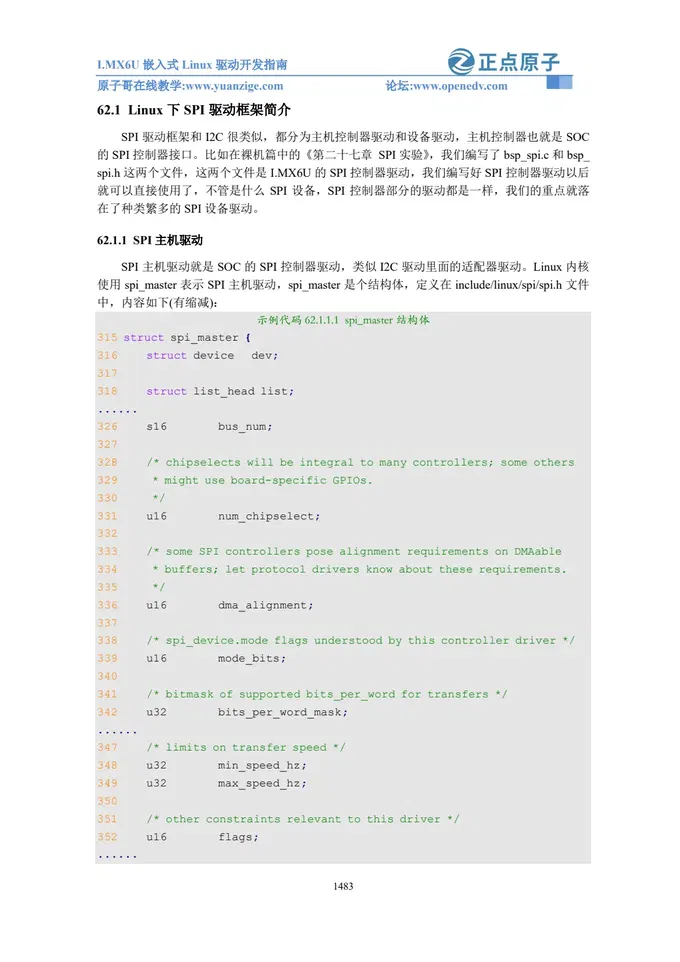 I.MX6U 嵌入式 Linux 驱动开发指南
正点原子
原子哥在线教学:www.yuanzige.com 论坛:www.openedv.com
62.1 Linux 下 SPI 驱动框架简介
SPI 驱动框架和 I2C 很类似，都分为主机控制器驱动和设备驱动，主机控制器也就是 SOC
的 SPI 控制器接口。比如在裸机篇中的《第二十七章 SPI 实验》，我们编写了 bsp_spi.c 和 bsp_
spi.h 这两个文件，这两个文件是 I.MX6U 的 SPI 控制器驱动，我们编写好 SPI 控制器驱动以后
就可以直接使用了，不管是什么 SPI 设备，SPI 控制器部分的驱动都是一样，我们的重点就落
在了种类繁多的 SPI 设备驱动。
62.1.1 SPI 主机驱动
SPI 主机驱动就是 SOC 的 SPI 控制器驱动，类似 I2C 驱动里面的适配器驱动。Linux 内核
使用 spi_master 表示 SPI 主机驱动，spi_master 是个结构体，定义在 include/linux/spi/spi.h 文件
中，内容如下(有缩减)：
示例代码 62.1.1.1 spi_master 结构体
315 struct spi_master {
316 struct device dev;
317
318 struct list_head list;
......
326 s16 bus_num;
327
328 /* chipselects will be integral to many controllers; some others
329 * might use board-specific GPIOs.
330 */
331 u16 num_chipselect;
332
333 /* some SPI controllers pose alignment requirements on DMAable
334 * buffers; let protocol drivers know about these requirements.
335 */
336 u16 dma_alignment;
337
338 /* spi_device.mode flags understood by this controller driver */
339 u16 mode_bits;
340
341 /* bitmask of supported bits_per_word for transfers */
342 u32 bits_per_word_mask;
......
347 /* limits on transfer speed */
348 u32 min_speed_hz;
349 u32 max_speed_hz;
350
351 /* other constraints relevant to this driver */
352 u16 flags;
......
1483